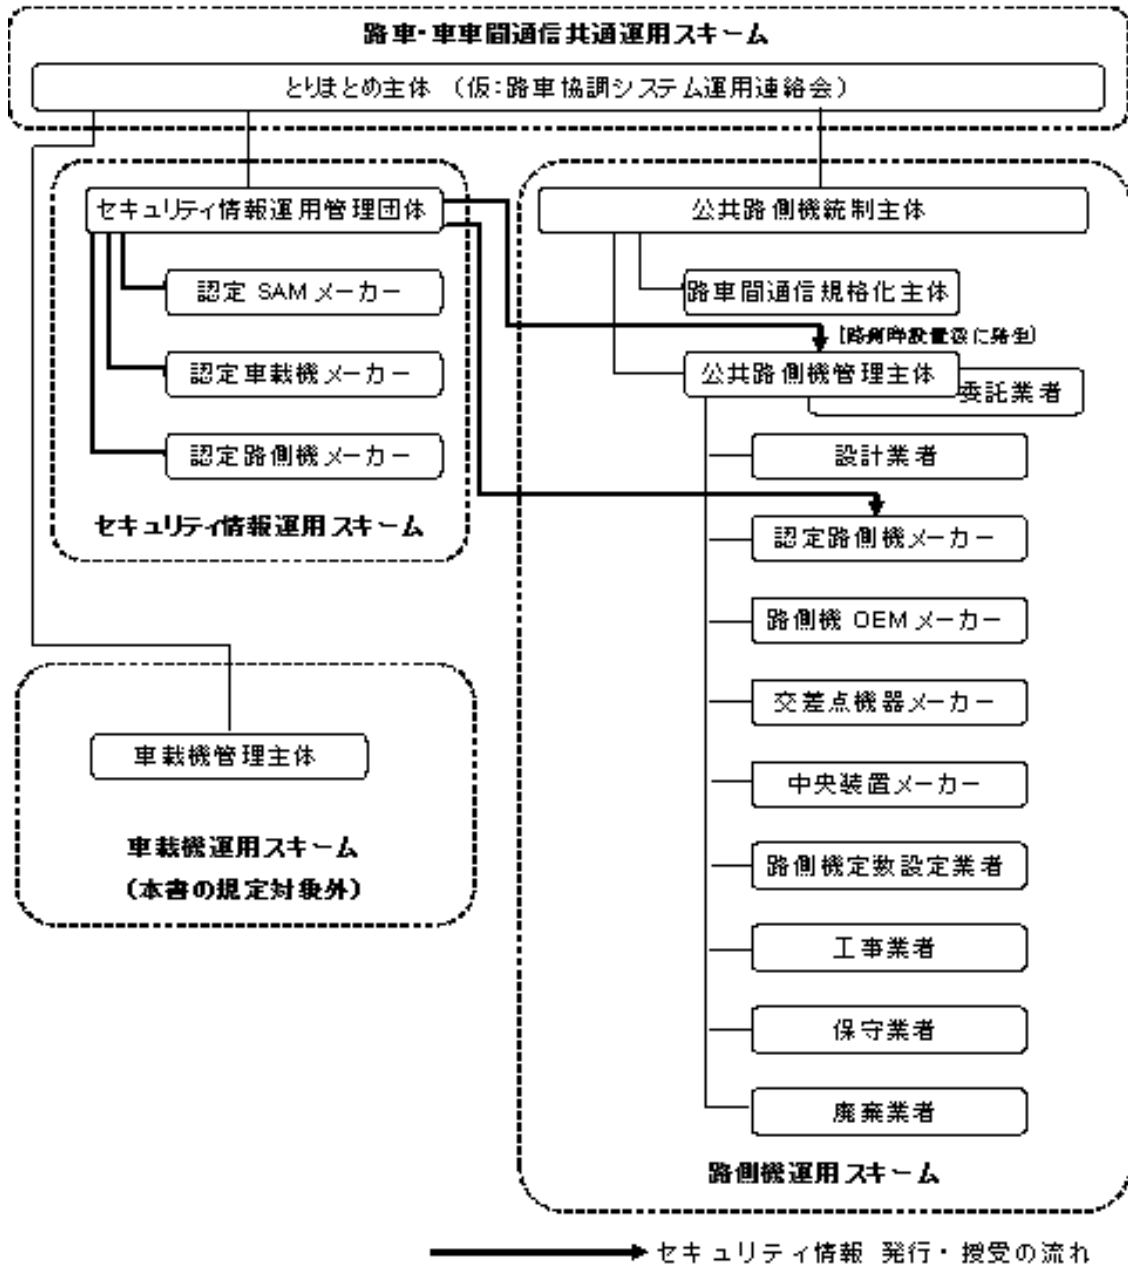 路車・車車間通信共通運用スキーム
とりまとめ主体 （仮：路車協調システム運用連絡会）
セキュリティ情報運用管理団体
認定 SAM メーカー
認定車載機メーカー
認定路側機メーカー
セキュリティ情報運用スキーム
車載機管理主体
車載機運用スキーム
（本書の規定対象外）
公共路側機統制主体
路車間通信規格化主体
[路側時設置後に発生]
公共路側機管理主体
委託業者
設計業者
認定路側機メーカー
路側機 OEM メーカー
交差点機器メーカー
中央装置メーカー
路側機定数設定業者
工事業者
保守業者
廃棄業者
路側機運用スキーム
セキュリティ情報 発行・授受の流れ